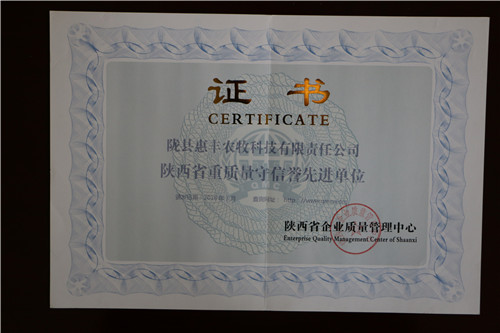 证书
CERTIFICATE
陇县惠丰农牧科技有限责任公司
陕西省重质量守信誉先进单位
陕西省企业质量管理中心
Enterprise Quality Management Center of Shaanxi